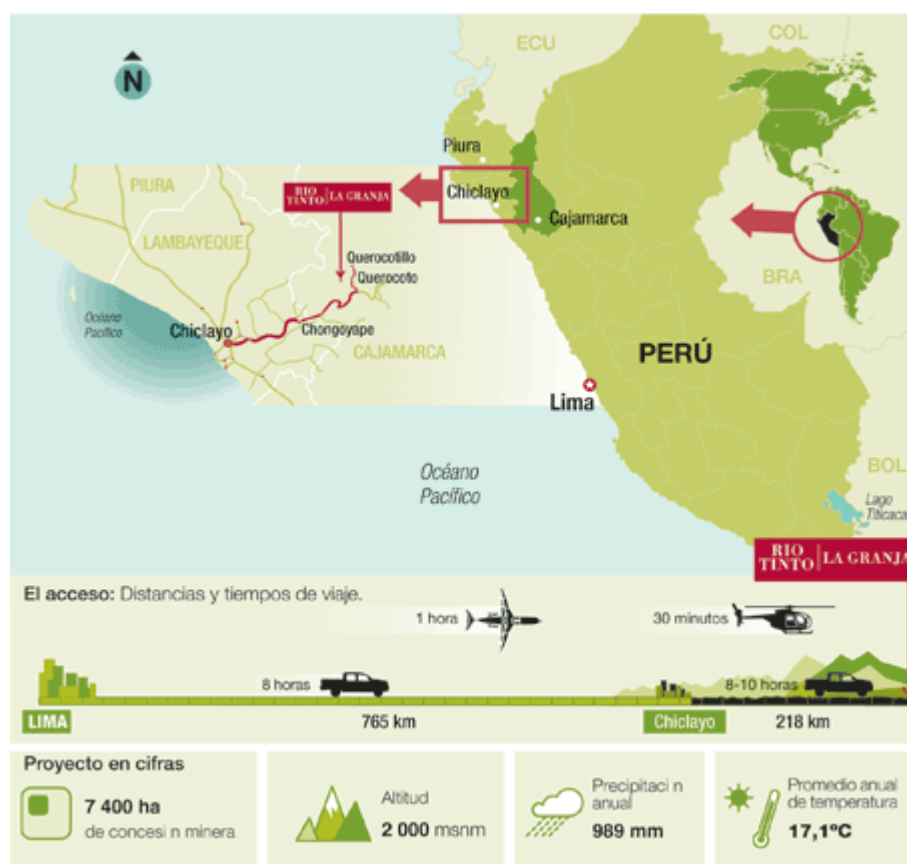 ECU
COL
N
Piura
PIURA
RIO TINTO | LA GRANJA
Chiclayo
Cajamarca
LAMBAYEQUE
Querocotillo
Querocoto
BRA
Océano
Pacífico
Chiclayo
Chongoyape
CAJAMARCA
PERÚ
Lima
Océano
Pacífico
BOL
Lago
Titicaca
RIO TINTO | LA GRANJA
El acceso: Distancias y tiempos de viaje.
1 hora
30 minutos
8 horas
8-10 horas
LIMA
765 km
Chiclayo
218 km
Proyecto en cifras
7 400 ha
de concesi n minera
Altitud
2 000 msnm
Precipitaci n
anual
989 mm
Promedio anual
de temperatura
17,1ºC